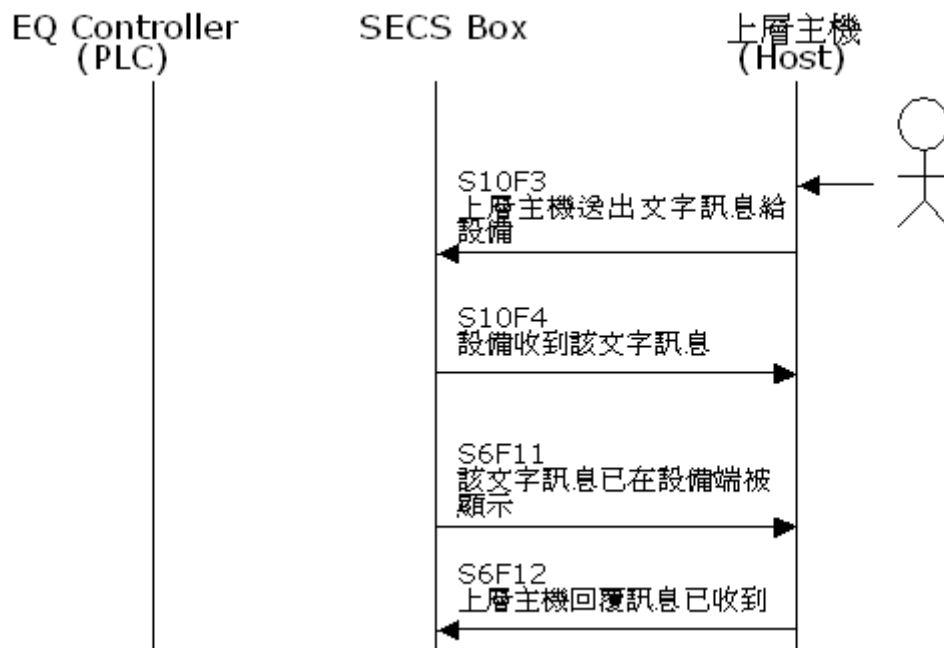 EQ Controller
(PLC)
SECS Box
上層主機
(Host)
S10F3
上層主機送出文字訊息給
設備
S10F4
設備收到該文字訊息
S6F11
該文字訊息已在設備端被
顯示
S6F12
上層主機回覆訊息已收到